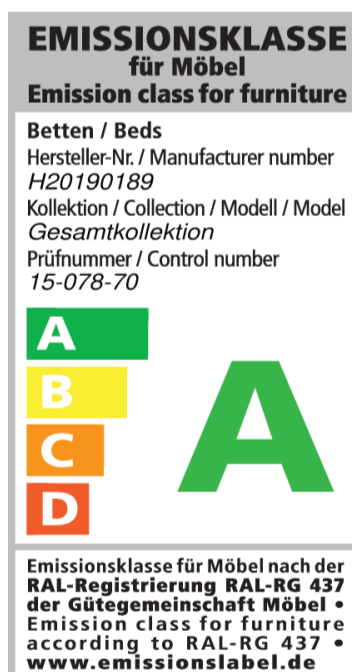 EMISSIONSKLASSE
für Möbel
Emission class for furniture
Betten / Beds
Hersteller-Nr. / Manufacturer number
H20190189
Kollektion / Collection / Modell / Model
Gesamtkollektion
Prüfnummer / Control number
15-078-70
A
B
C
D
A
Emissionsklasse für Möbel nach der
RAL-Registrierung RAL-RG 437
der Gütegemeinschaft Möbel •
Emission class for furniture
according to RAL-RG 437 •
www.emissionslabel.de